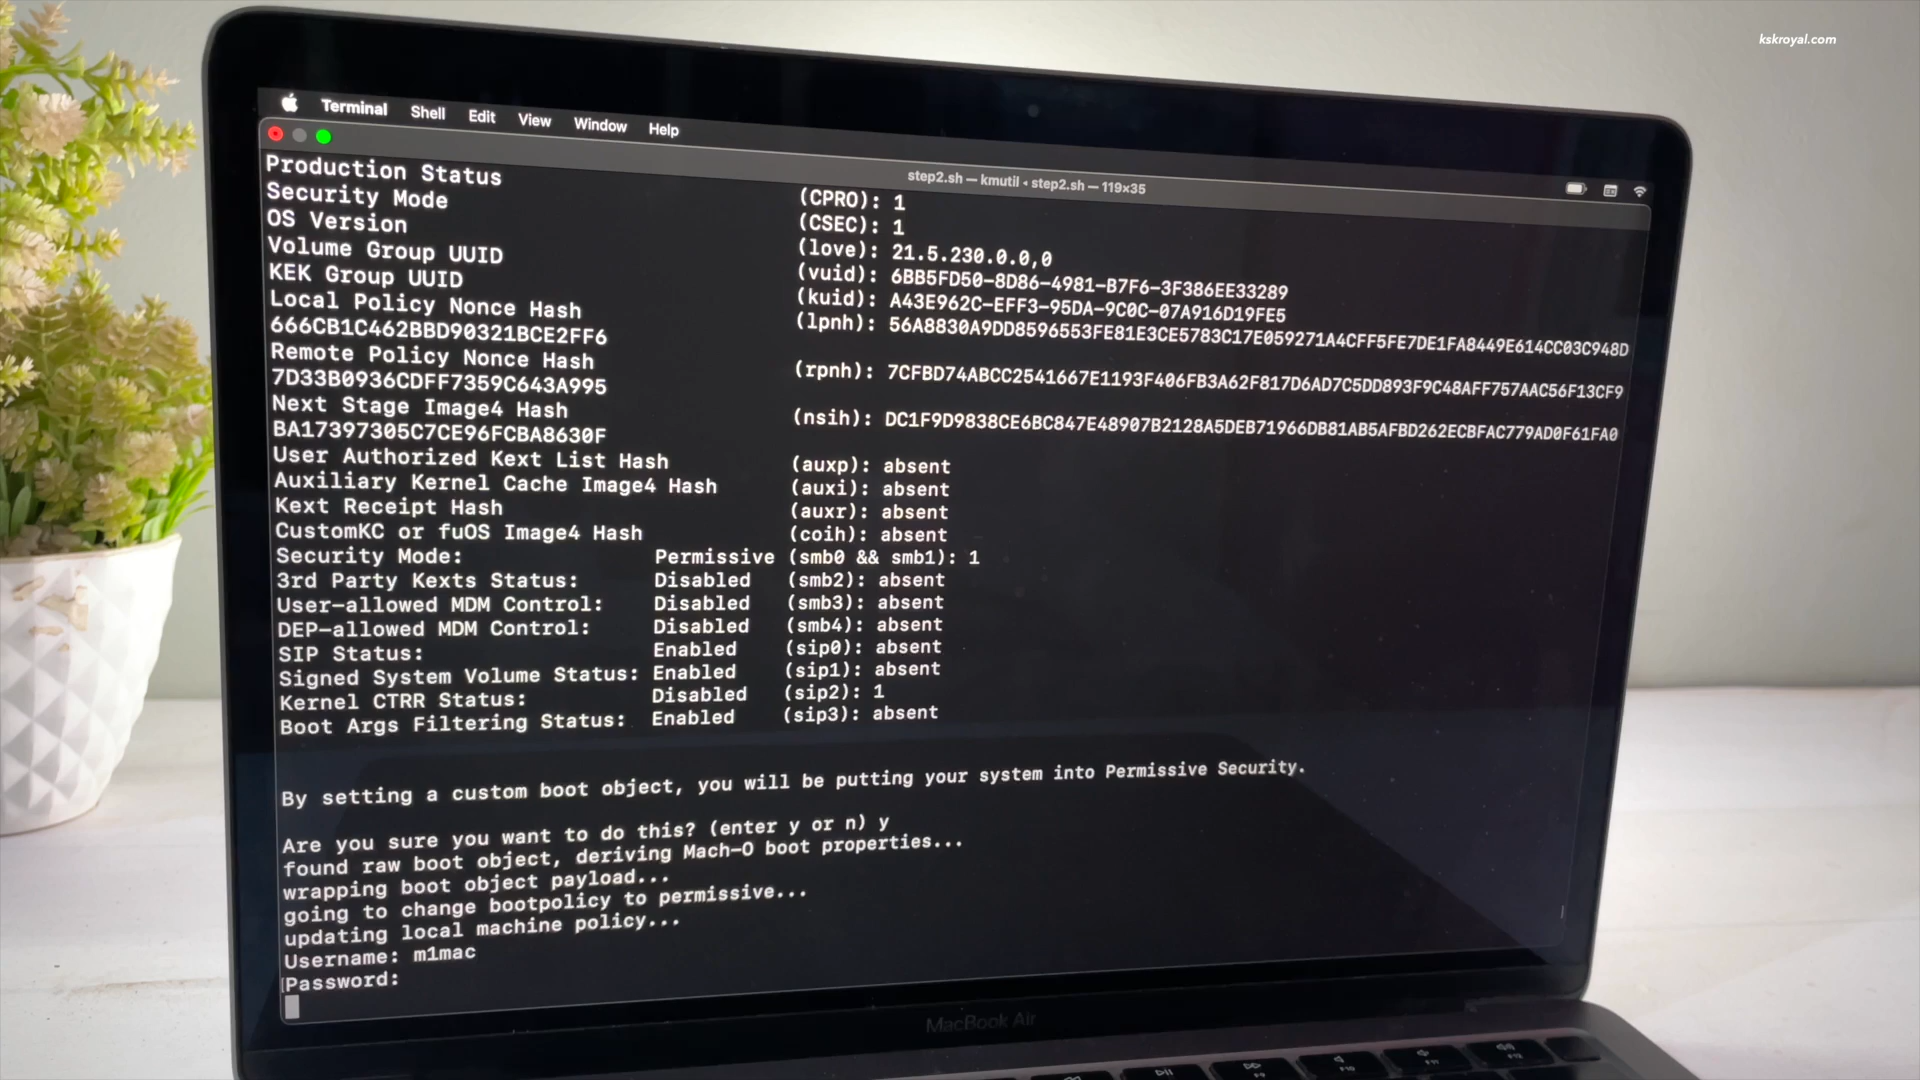 kskroyal.com
Terminal Shell Edit View Window Help
step2.sh — kmutil ◂ step2.sh — 119×35
Production Status (CPRO): 1
Security Mode (CSEC): 1
OS Version (love): 21.5.230.0.0,0
Volume Group UUID (vuid): 6BB5FD50-8D86-4981-B7F6-3F386EE33289
KEK Group UUID (kuid): A43E962C-EFF3-95DA-9C0C-07A916D19FE5
Local Policy Nonce Hash (lpnh): 56A8830A9DD8596553FE81E3CE5783C17E059271A4CFF5FE7DE1FA8449E614CC03C948D
666CB1C462BBD90321BCE2FF6
Remote Policy Nonce Hash (rpnh): 7CFBD74ABCC2541667E1193F406FB3A62F817D6AD7C5DD893F9C48AFF757AAC56F13CF9
7D33B0936CDFF7359C643A995
Next Stage Image4 Hash (nsih): DC1F9D9838CE6BC847E48907B2128A5DEB71966DB81AB5AFBD262ECBFAC779AD0F61FA0
BA17397305C7CE96FCBA8630F
User Authorized Kext List Hash (auxp): absent
Auxiliary Kernel Cache Image4 Hash (auxi): absent
Kext Receipt Hash (auxr): absent
CustomKC or fuOS Image4 Hash (coih): absent
Security Mode: Permissive (smb0 && smb1): 1
3rd Party Kexts Status: Disabled (smb2): absent
User-allowed MDM Control: Disabled (smb3): absent
DEP-allowed MDM Control: Disabled (smb4): absent
SIP Status: Enabled (sip0): absent
Signed System Volume Status: Enabled (sip1): absent
Kernel CTRR Status: Disabled (sip2): 1
Boot Args Filtering Status: Enabled (sip3): absent
By setting a custom boot object, you will be putting your system into Permissive Security.
Are you sure you want to do this? (enter y or n) y
found raw boot object, deriving Mach-O boot properties...
wrapping boot object payload...
going to change bootpolicy to permissive...
updating local machine policy...
Username: m1mac
Password:
MacBook Air